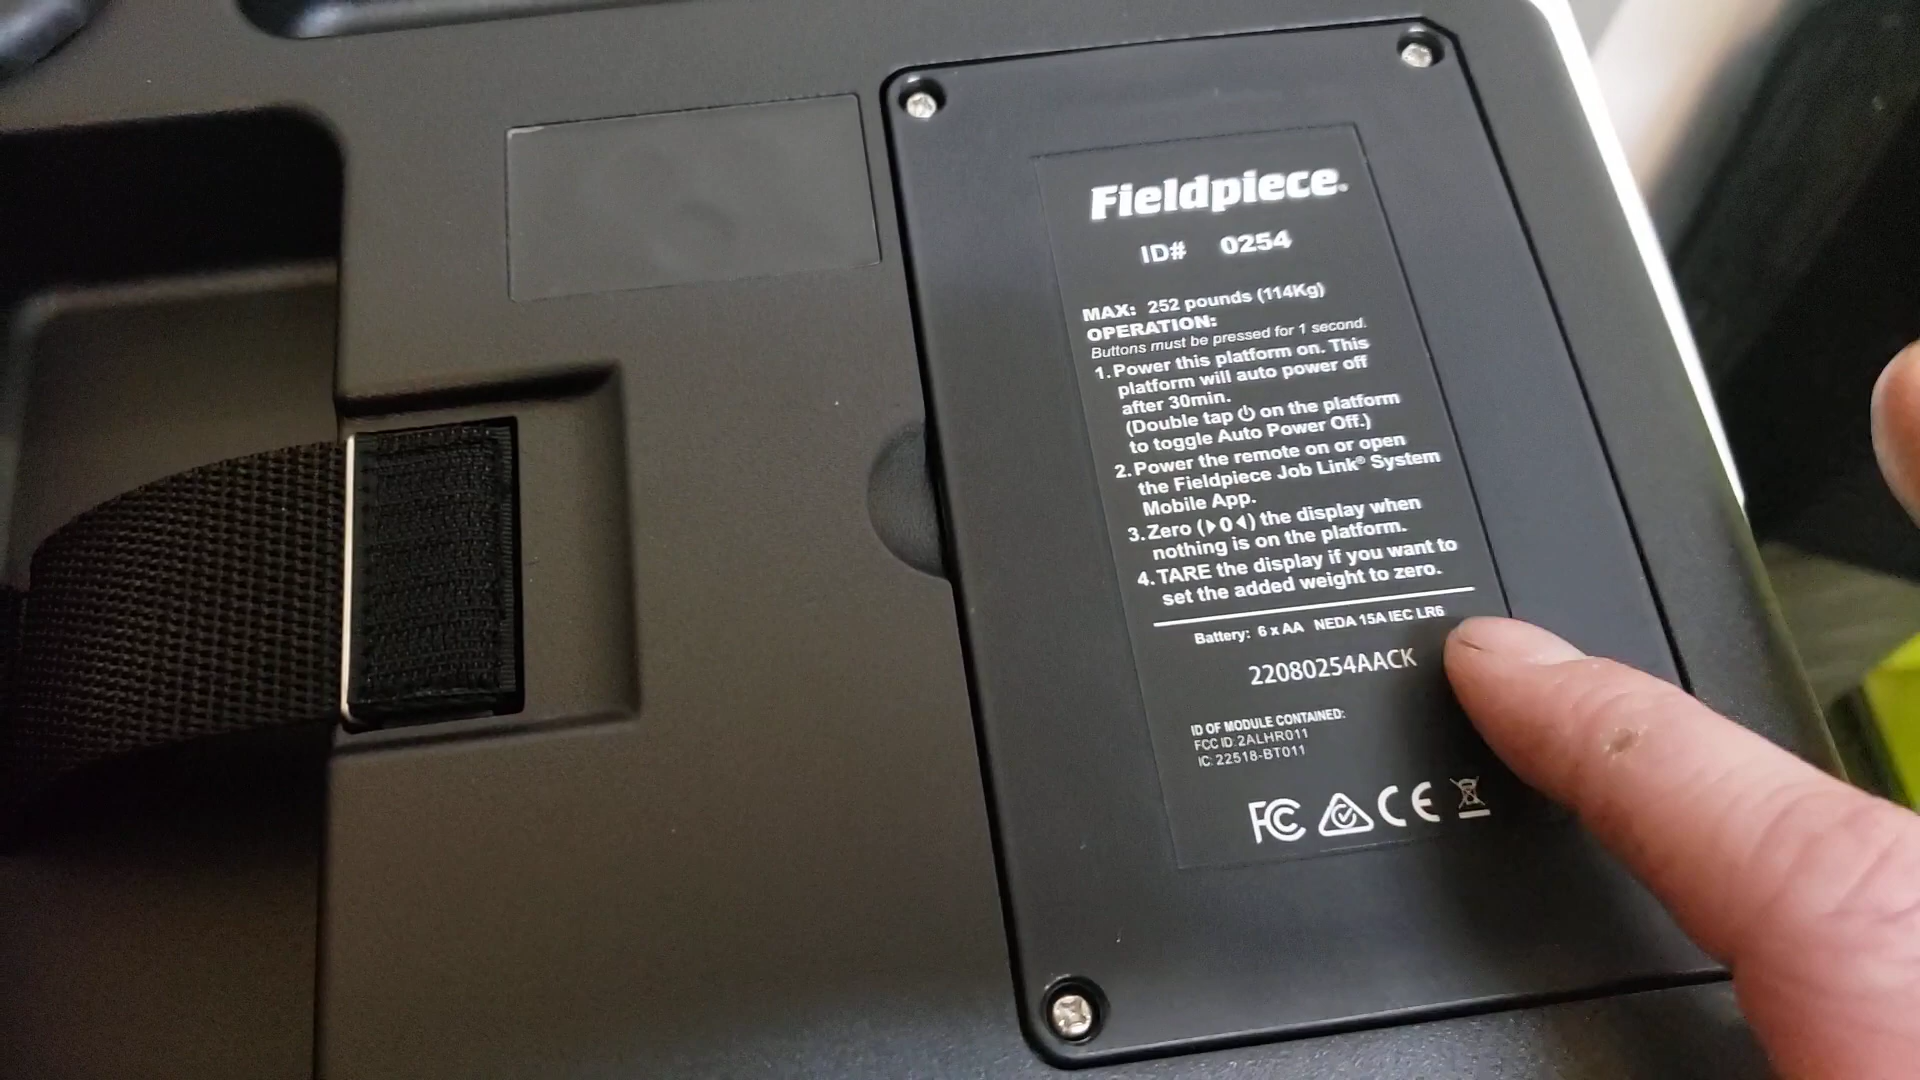 Fieldpiece®
ID# 0254
MAX: 252 pounds (114Kg)
OPERATION:
Buttons must be pressed for 1 second.
1. Power this platform on. This
platform will auto power off
after 30min.
(Double tap ⏻ on the platform
to toggle Auto Power Off.)
2. Power the remote on or open
the Fieldpiece Job Link® System
Mobile App.
3. Zero (▶0◀) the display when
nothing is on the platform.
4. TARE the display if you want to
set the added weight to zero.
Battery: 6 x AA NEDA 15A IEC LR6
22080254AACK
ID OF MODULE CONTAINED:
FCC ID: 2ALHR011
IC: 22518-BT011
FC CE